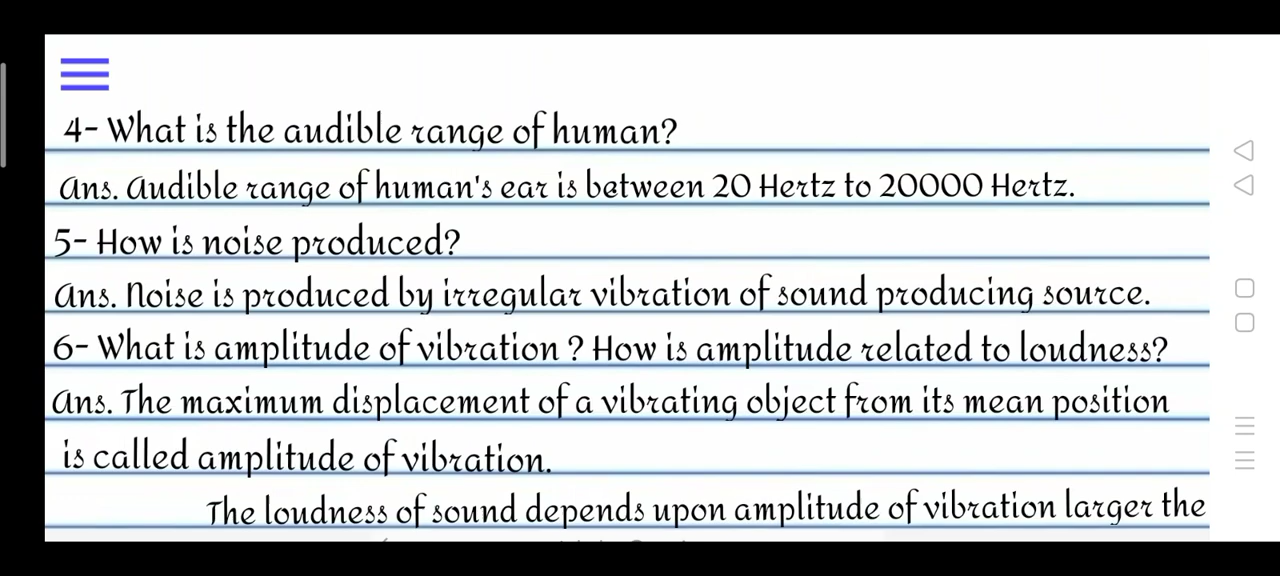 4- What is the audible range of human?
Ans. Audible range of human's ear is between 20 Hertz to 20000 Hertz.
5- How is noise produced?
Ans. Noise is produced by irregular vibration of sound producing source.
6- What is amplitude of vibration ? How is amplitude related to loudness?
Ans. The maximum displacement of a vibrating object from its mean position
is called amplitude of vibration.
The loudness of sound depends upon amplitude of vibration larger the